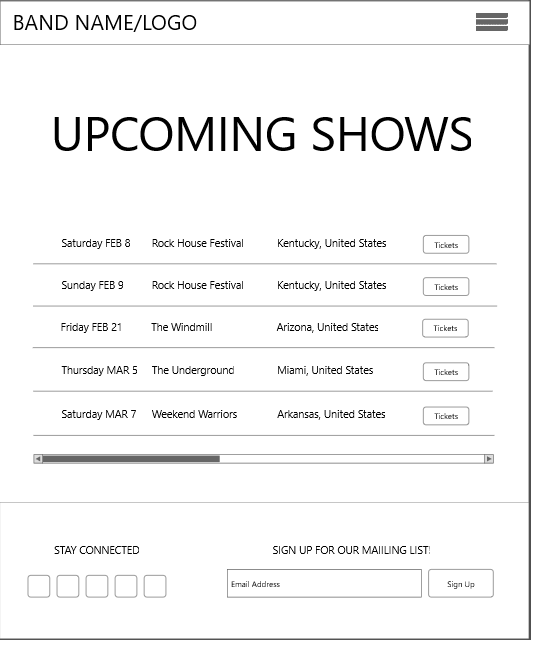 BAND NAME/LOGO
UPCOMING SHOWS
Saturday FEB 8 Rock House Festival Kentucky, United States Tickets
Sunday FEB 9 Rock House Festival Kentucky, United States Tickets
Friday FEB 21 The Windmill Arizona, United States Tickets
Thursday MAR 5 The Underground Miami, United States Tickets
Saturday MAR 7 Weekend Warriors Arkansas, United States Tickets
STAY CONNECTED SIGN UP FOR OUR MAIILING LIST!
Email Address Sign Up